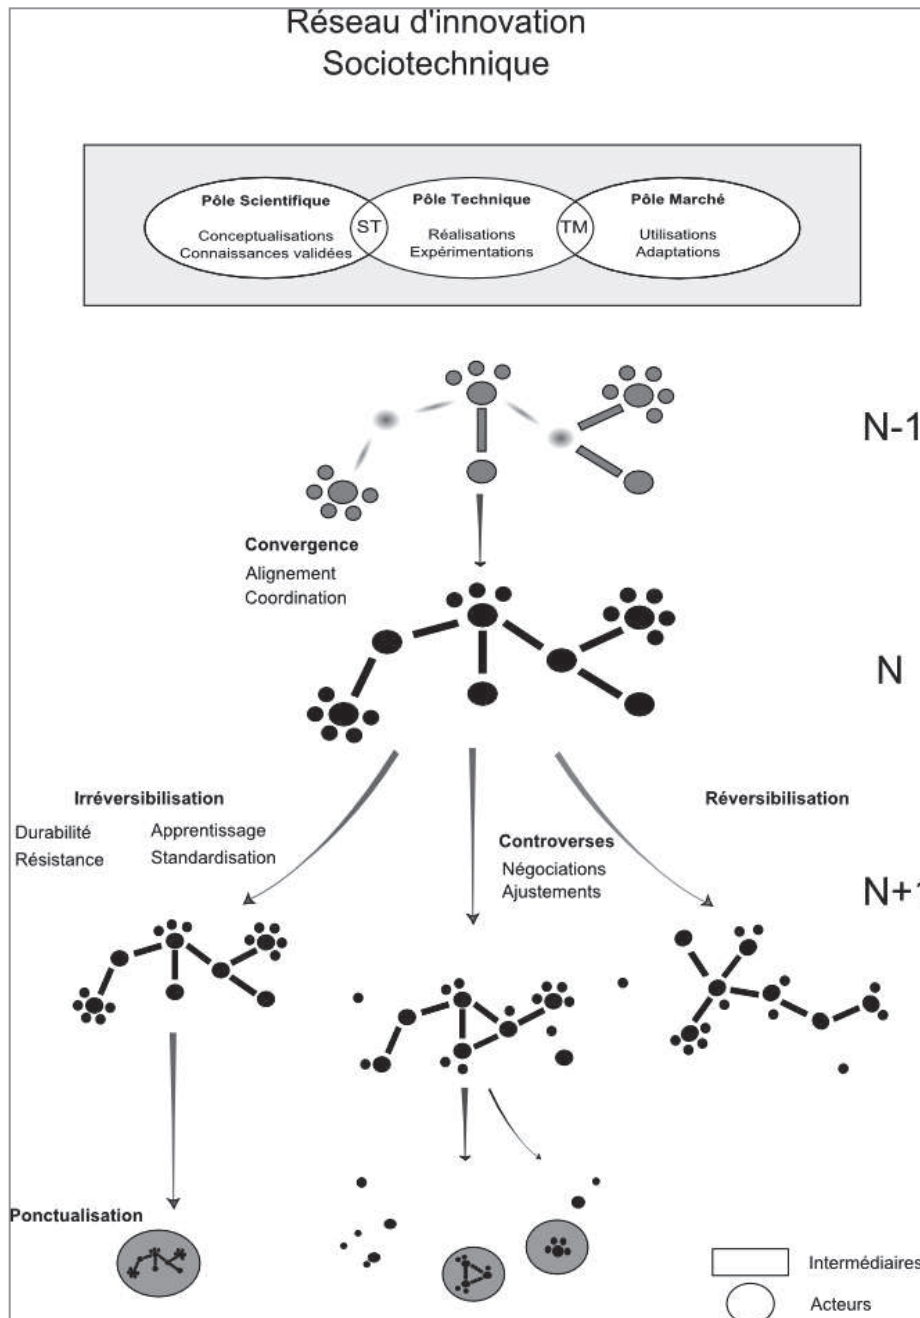 Réseau d'innovation
Sociotechnique
Pôle Scientifique
Conceptualisations
Connaissances validées
ST
Pôle Technique
Réalisations
Expérimentations
TM
Pôle Marché
Utilisations
Adaptations
N-1
Convergence
Alignement
Coordination
N
Irréversibilisation
Durabilité
Apprentissage
Résistance
Standardisation
Controverses
Négociations
Ajustements
Réversibilisation
N+1
Ponctualisation
Intermédiaires
Acteurs